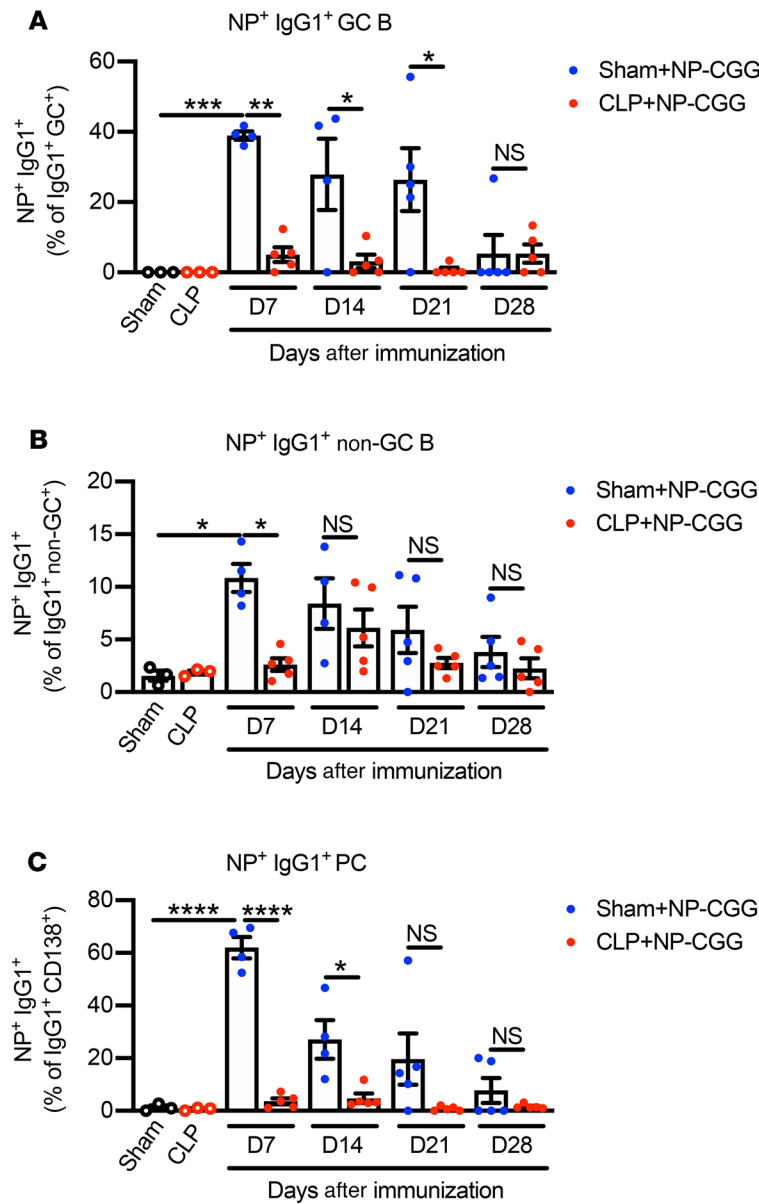 A
NP+ IgG1+ GC B
NP+ IgG1+
(% of IgG1+ GC+)
60
40
20
0
***
**
*
*
NS
Sham+NP-CGG
CLP+NP-CGG
Sham
CLP
D7
D14
D21
D28
Days after immunization
B
NP+ IgG1+ non-GC B
NP+ IgG1+
(% of IgG1+ non-GC+)
20
15
10
5
0
*
*
NS
NS
NS
Sham+NP-CGG
CLP+NP-CGG
Sham
CLP
D7
D14
D21
D28
Days after immunization
C
NP+ IgG1+ PC
NP+ IgG1+
(% of IgG1+ CD138+)
80
60
40
20
0
****
****
*
NS
NS
Sham+NP-CGG
CLP+NP-CGG
Sham
CLP
D7
D14
D21
D28
Days after immunization